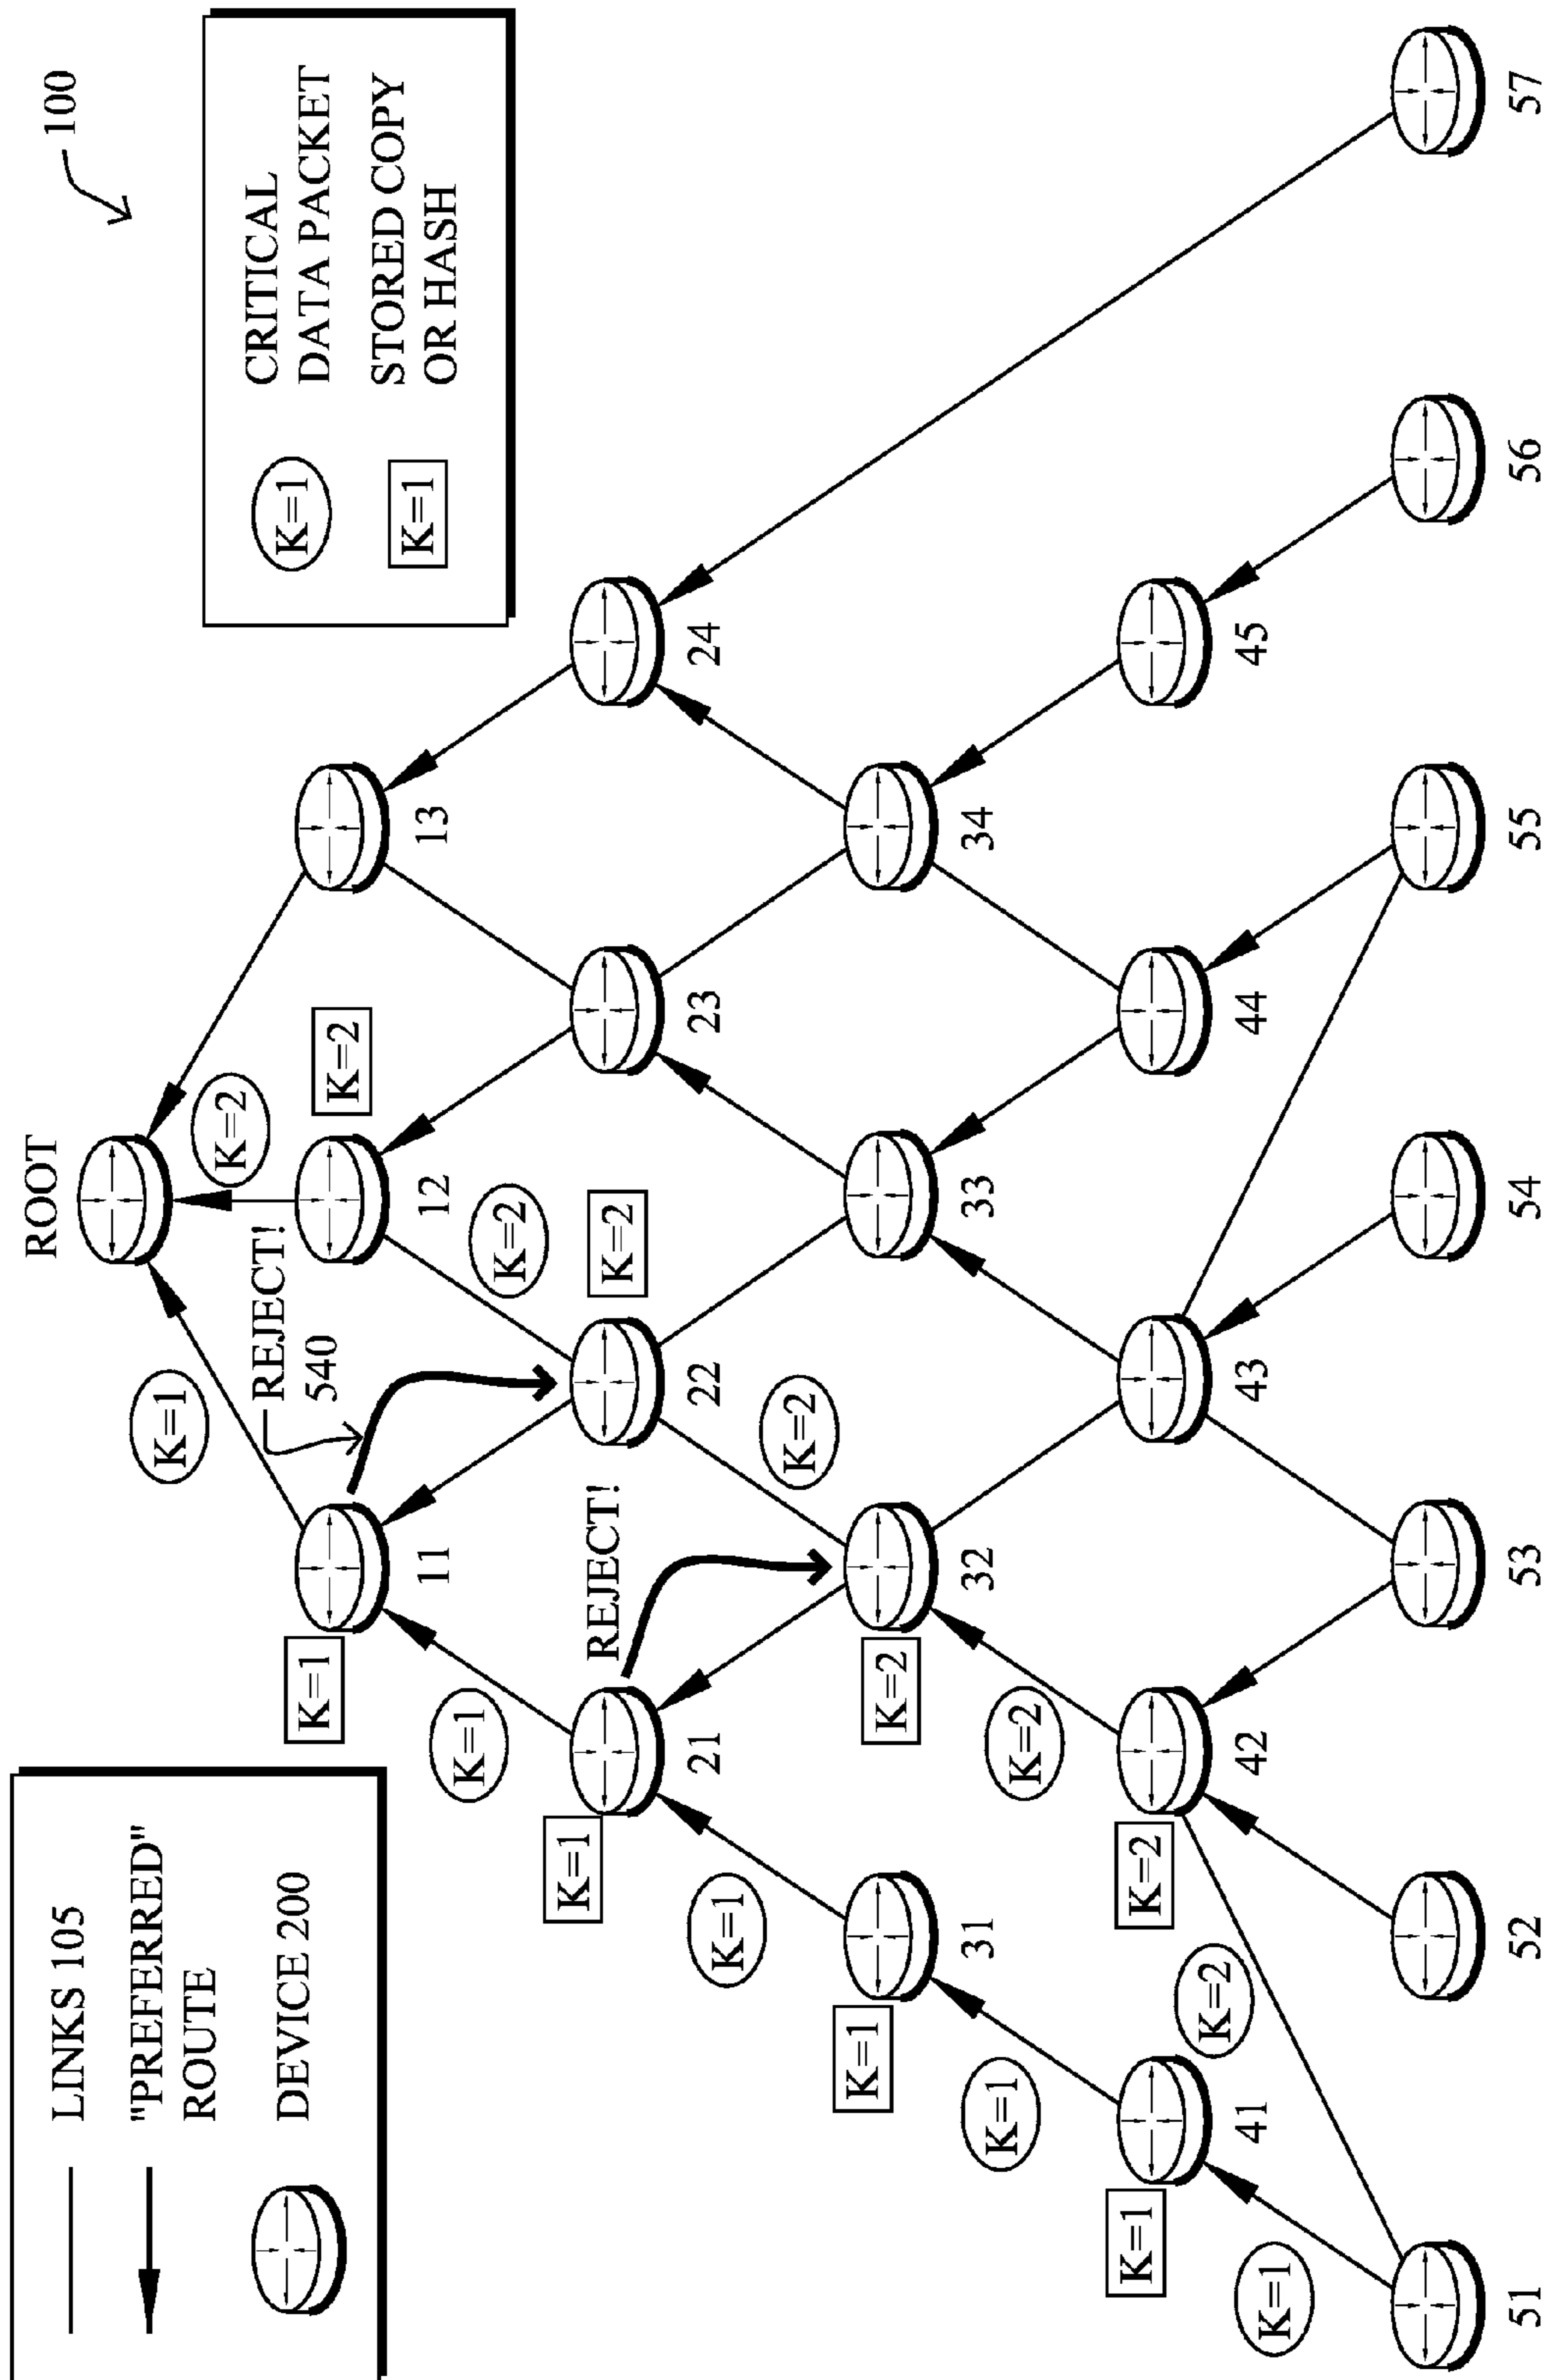 100
LINKS 105
"PREFERRED"
ROUTE
DEVICE 200
CRITICAL
DATA PACKET
STORED COPY
OR HASH
K=1
K=1
ROOT
K=1
K=2
REJECT!
540
K=1
11
12
K=2
13
K=1
K=2
REJECT!
K=1
21
22
K=2
23
24
K=1
K=2
K=1
31
K=2
32
33
34
K=1
K=2
K=1
41
K=2
42
43
44
45
K=1
K=2
51
52
53
54
55
56
57